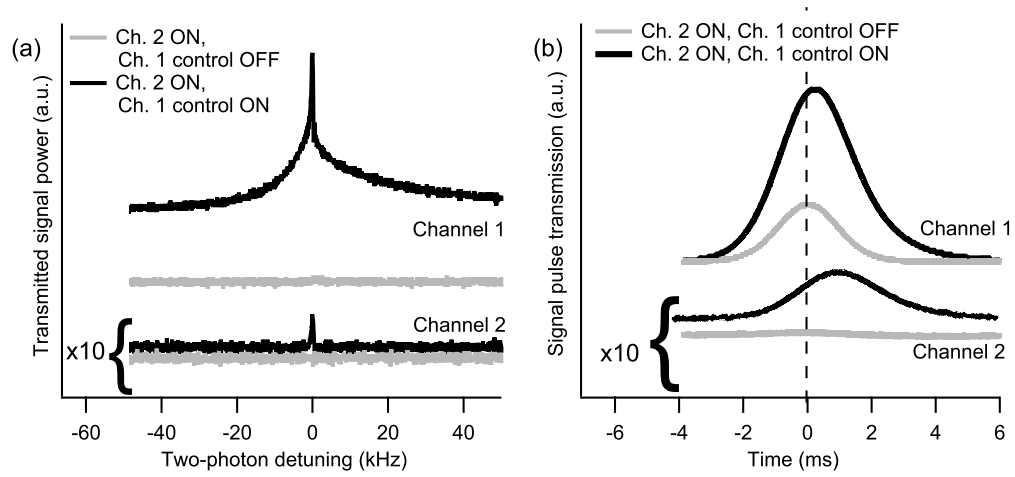 (a)
Ch. 2 ON,
Ch. 1 control OFF
Ch. 2 ON,
Ch. 1 control ON
Transmitted signal power (a.u.)
Channel 1
Channel 2
x10 {
-60 -40 -20 0 20 40
Two-photon detuning (kHz)
(b)
Ch. 2 ON, Ch. 1 control OFF
Ch. 2 ON, Ch. 1 control ON
Signal pulse transmission (a.u.)
Channel 1
x10 {
Channel 2
-6 -4 -2 0 2 4 6
Time (ms)